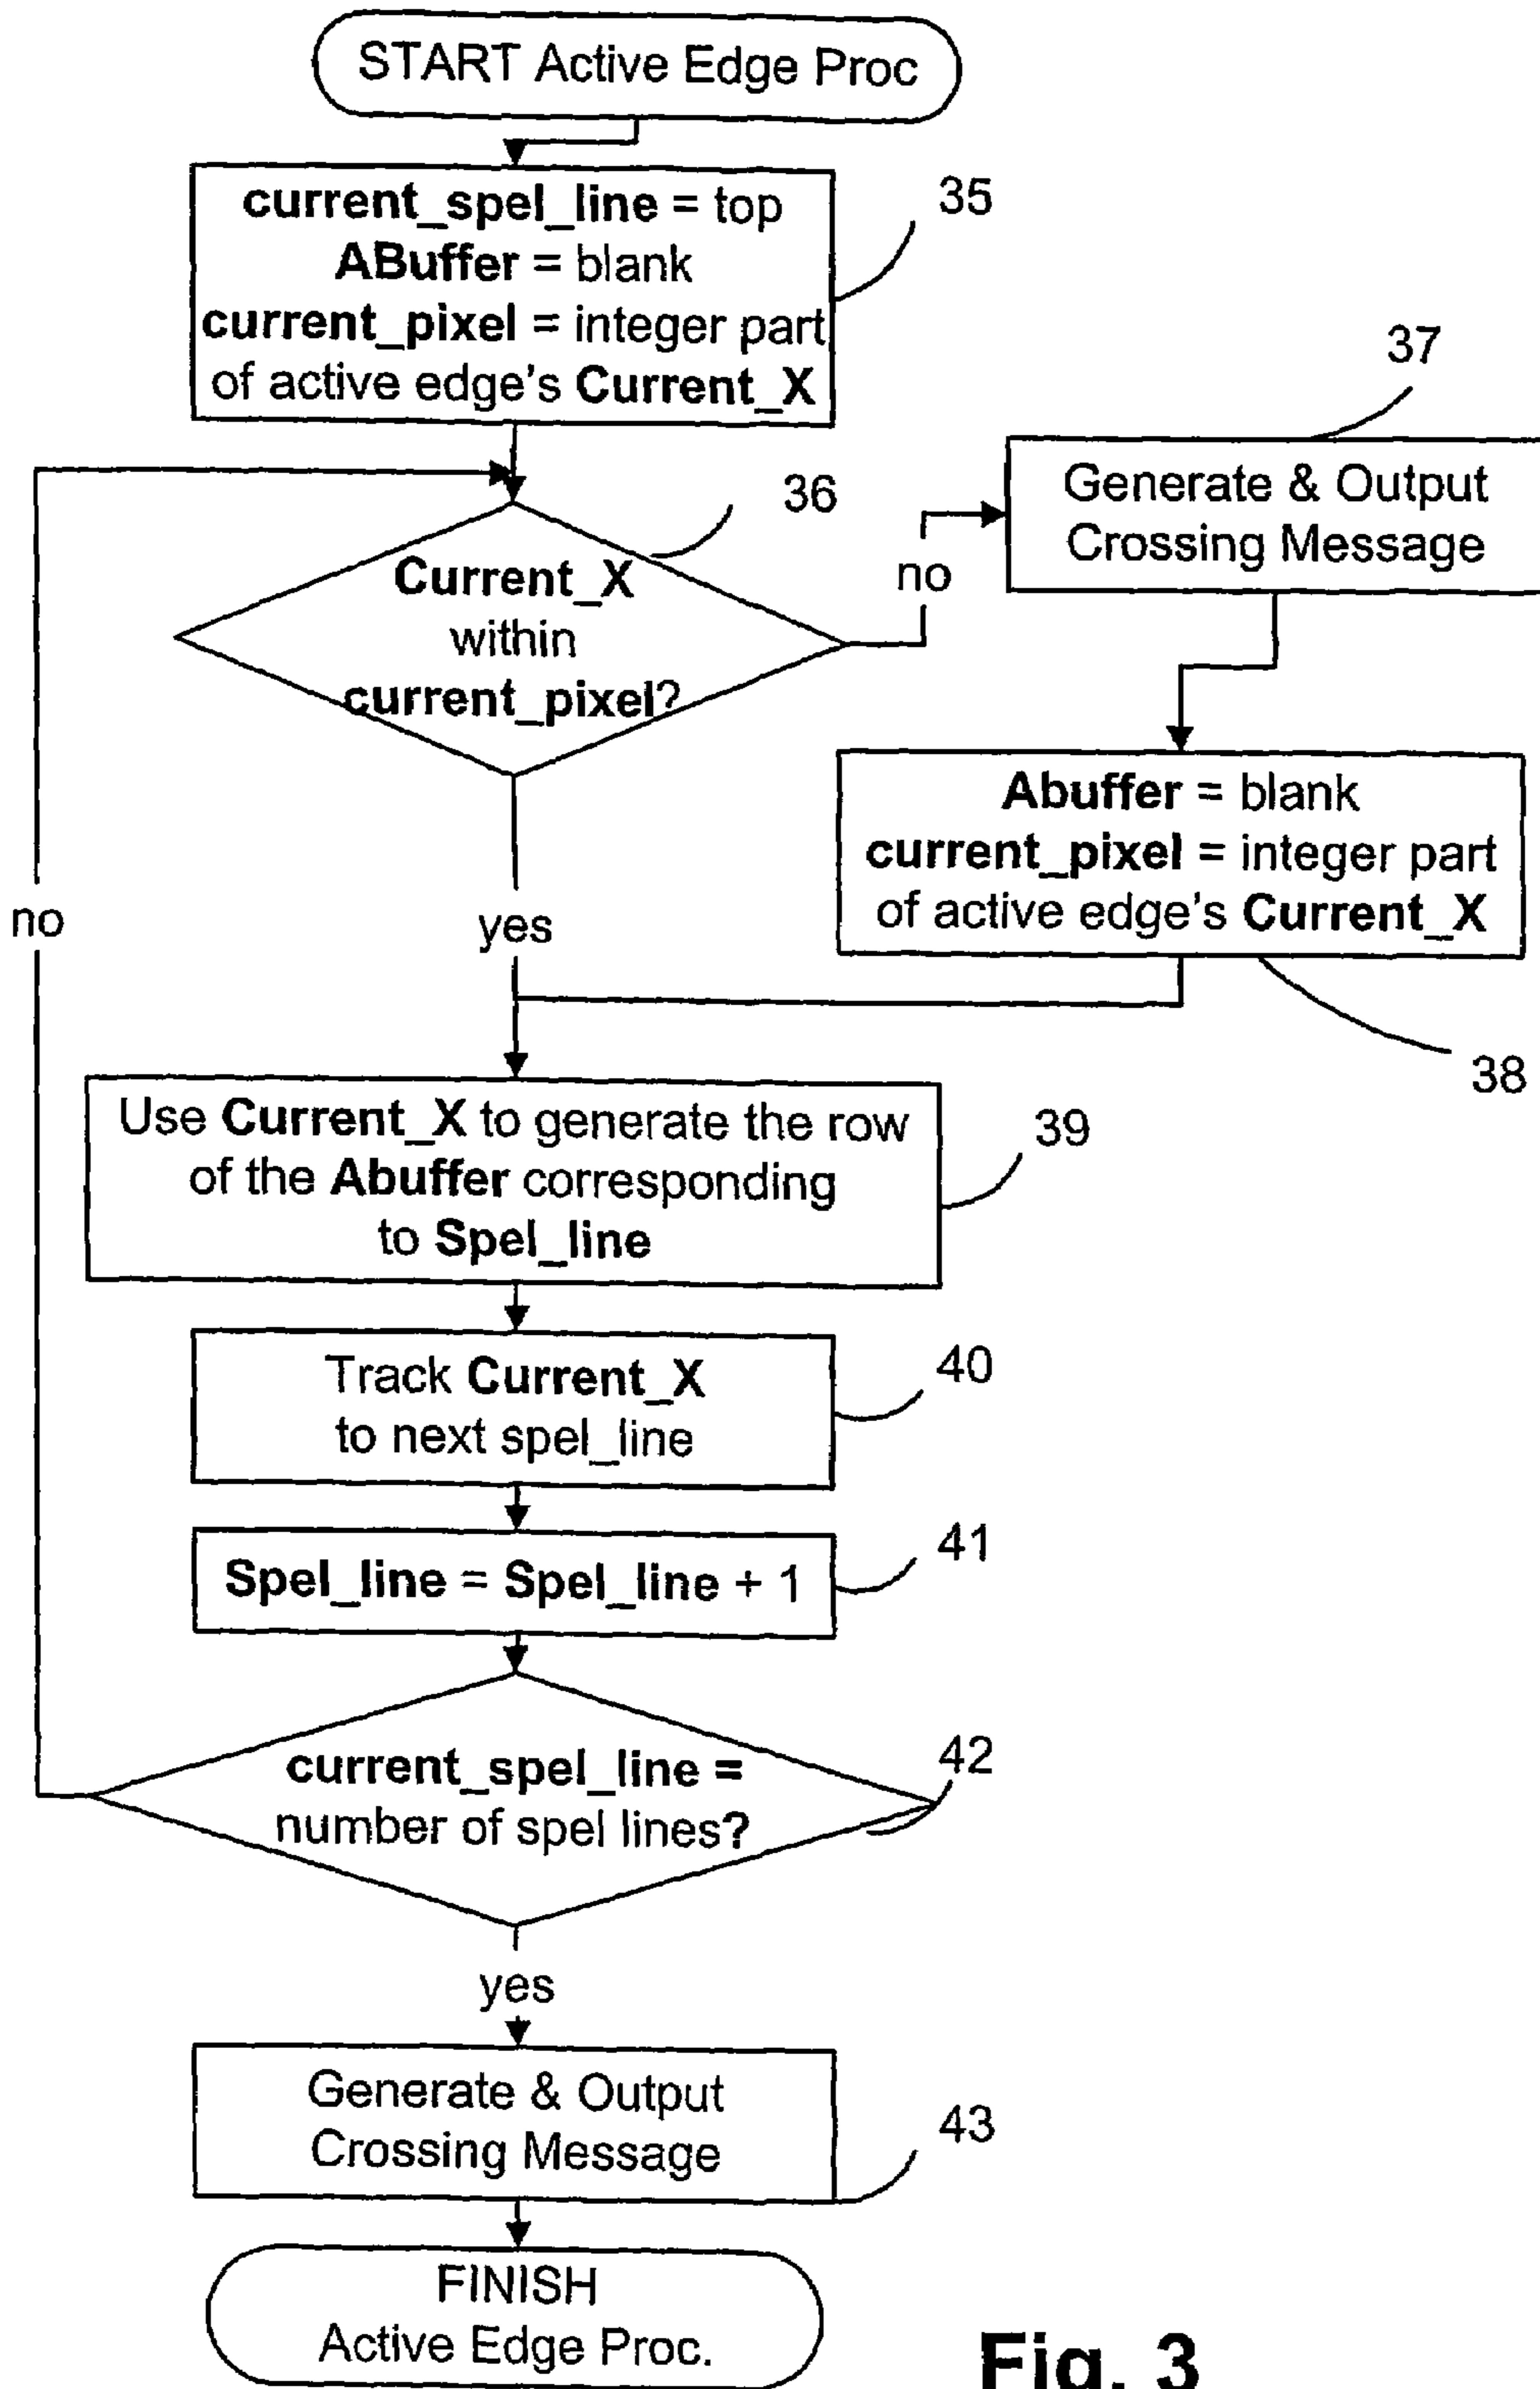 START Active Edge Proc
current_spel_line = top
ABuffer = blank
current_pixel = integer part
of active edge's Current_X
35
Current_X
within
current_pixel?
36
no
37
Generate & Output
Crossing Message
Abuffer = blank
current_pixel = integer part
of active edge's Current_X
38
yes
no
Use Current_X to generate the row
of the Abuffer corresponding
to Spel_line
39
Track Current_X
to next spel_line
40
Spel_line = Spel_line + 1
41
current_spel_line =
number of spel lines?
42
yes
Generate & Output
Crossing Message
43
FINISH
Active Edge Proc.
Fig. 3